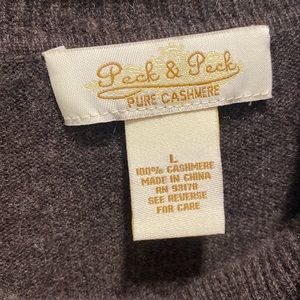 Peck & Peck
PURE CASHMERE
L
100% CASHMERE
MADE IN CHINA
RN 93178
SEE REVERSE
FOR CARE